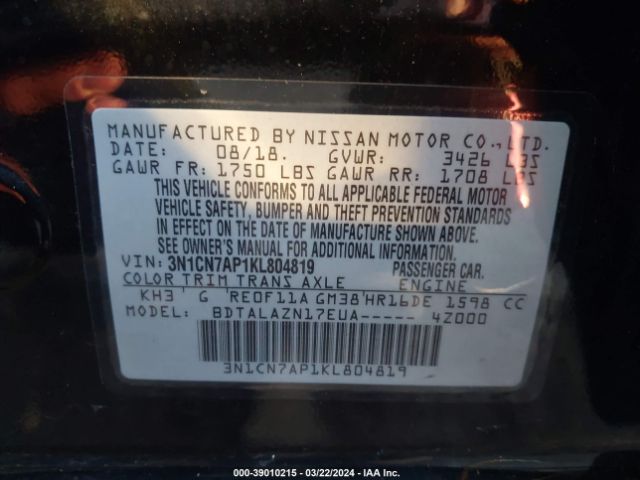 MANUFACTURED BY NISSAN MOTOR CO., LTD.
DATE: 08/18. GVWR: 3426 LBS
GAWR FR: 1750 LBS GAWR RR: 1708 LBS
THIS VEHICLE CONFORMS TO ALL APPLICABLE FEDERAL MOTOR
VEHICLE SAFETY, BUMPER AND THEFT PREVENTION STANDARDS
IN EFFECT ON THE DATE OF MANUFACTURE SHOWN ABOVE.
SEE OWNER'S MANUAL FOR ADDITIONAL INFORMATION.
VIN: 3N1CN7AP1KL804819 PASSENGER CAR.
COLOR TRIM TRANS AXLE ENGINE
KH3 G RE0F11A GM38 HR16DE 1598 CC
MODEL: BDTALAZN17EUA----- 4Z000
3N1CN7AP1KL804819
000-39010215 - 03/22/2024 - IAA Inc.